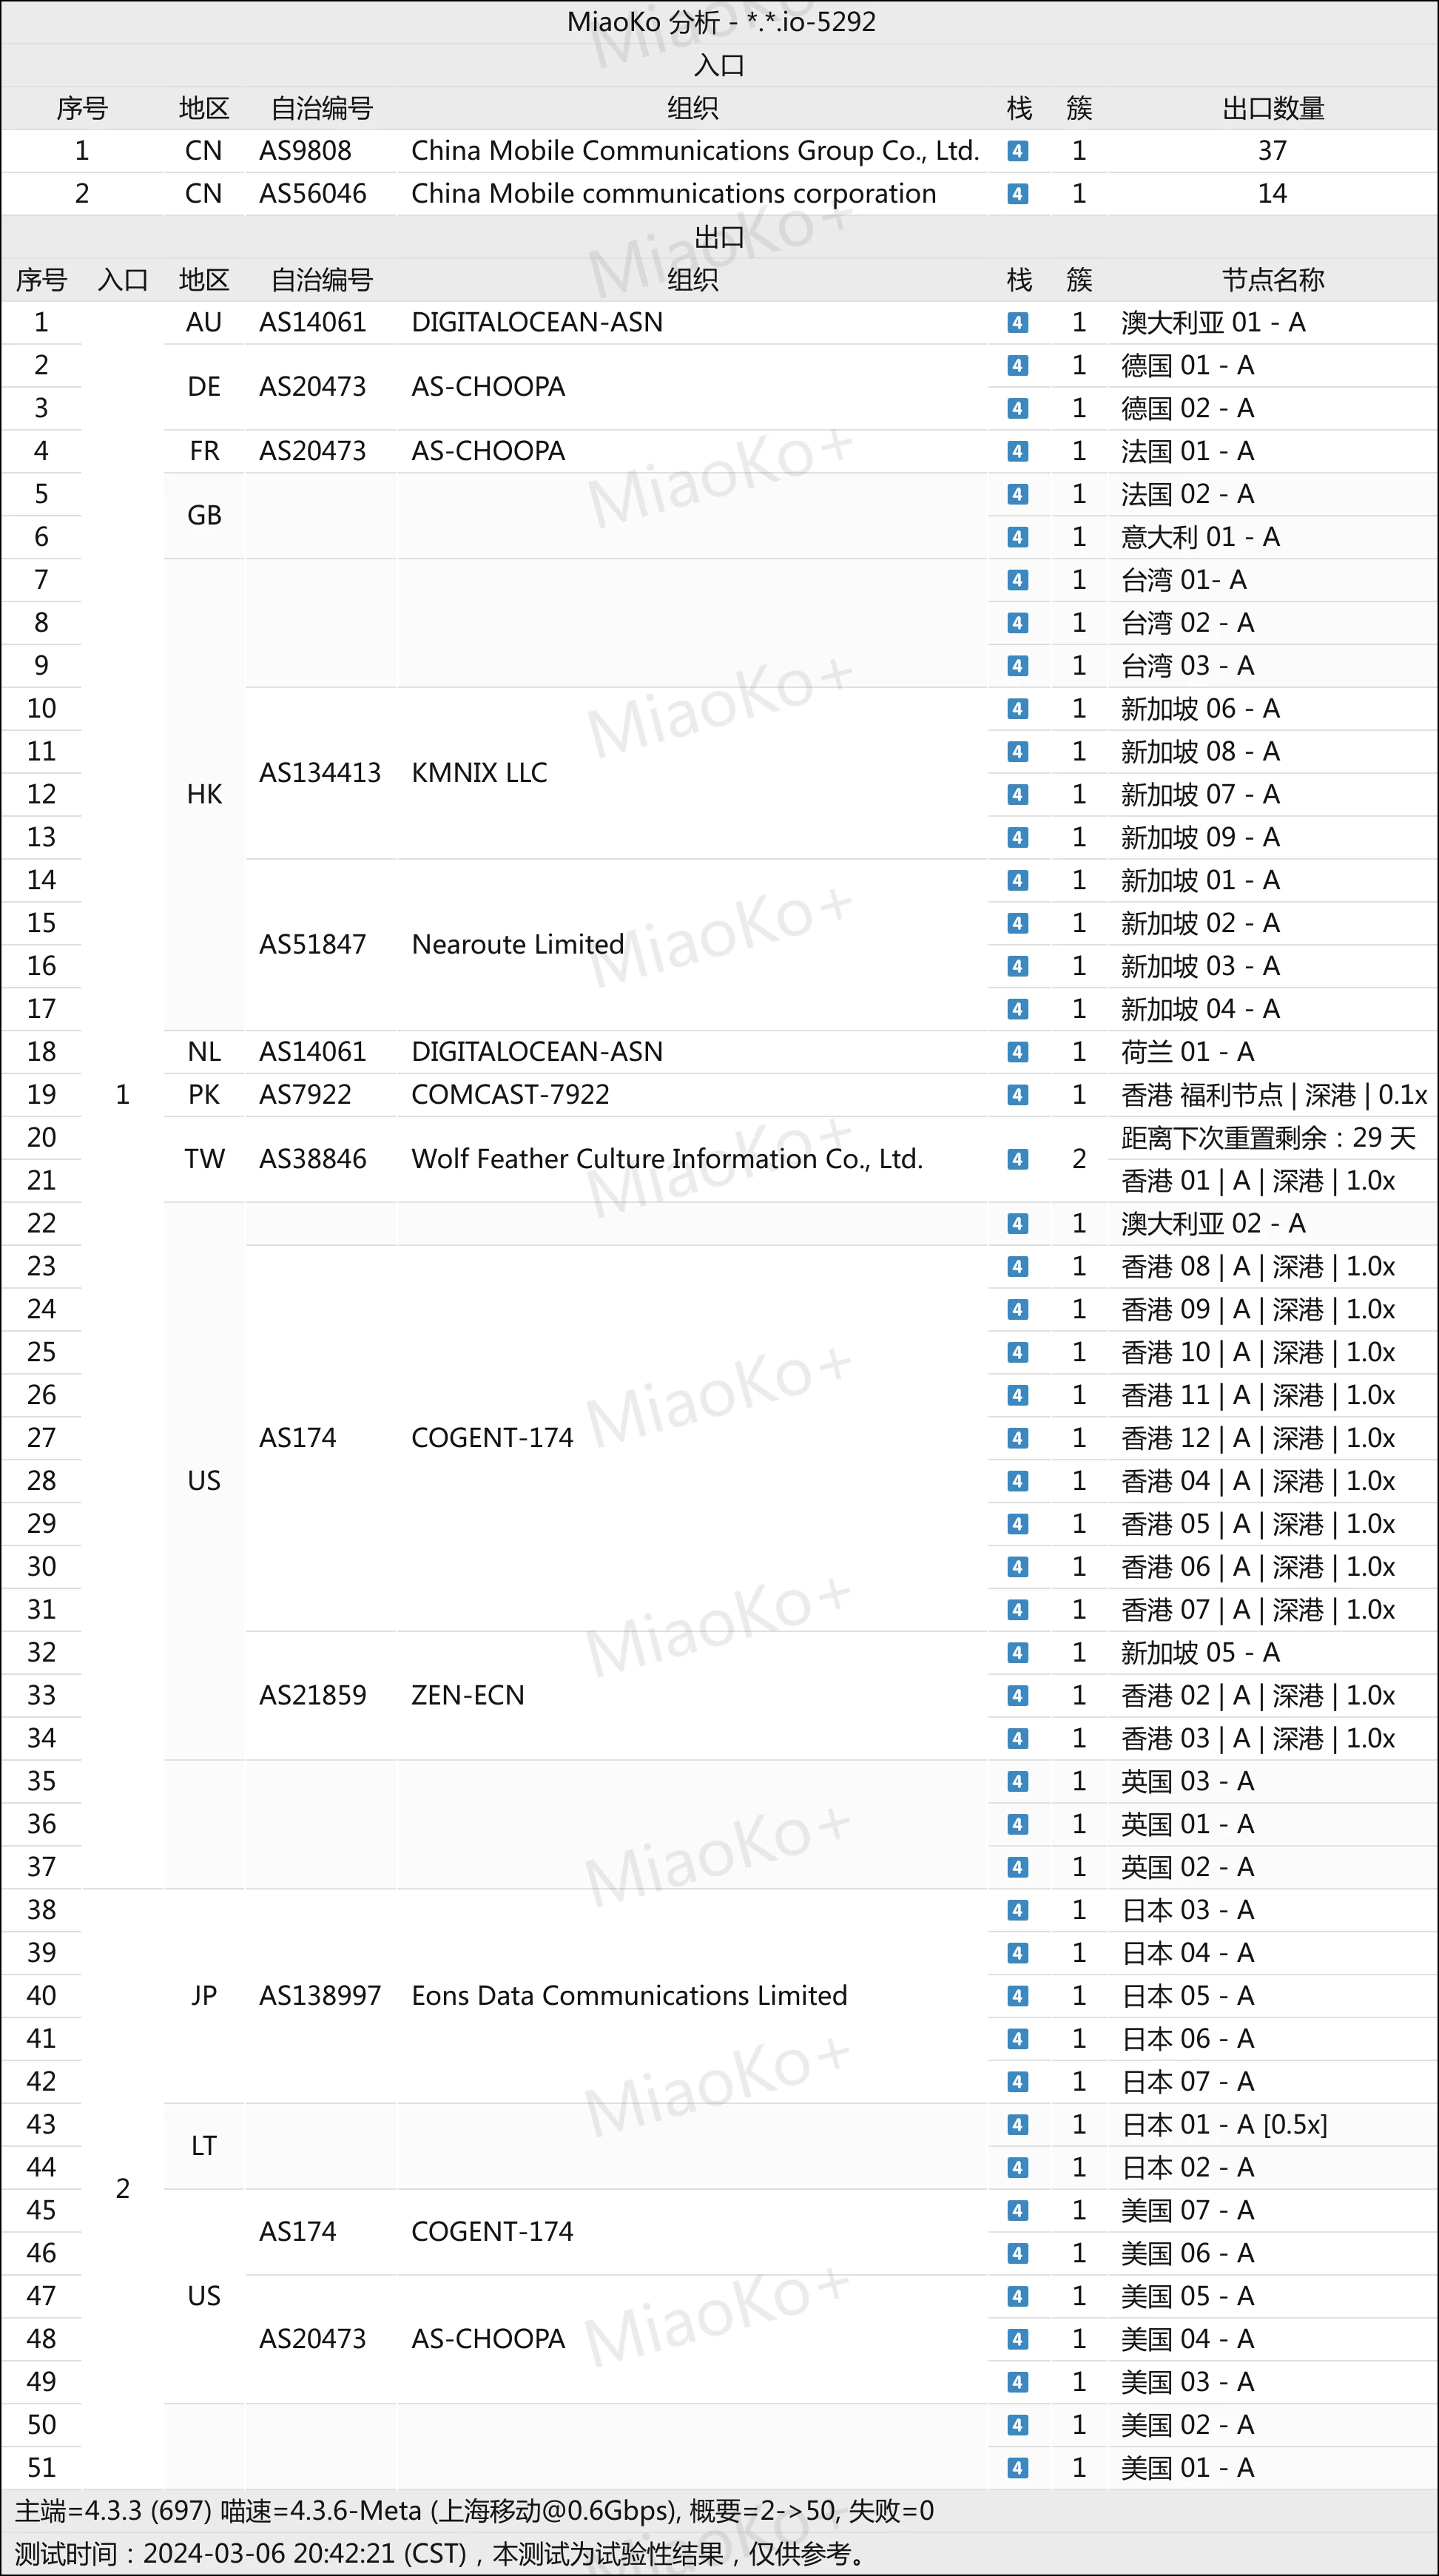 MiaoKo 分析 - *.*.io-5292
入口
序号 地区 自治编号 组织 栈 簇 出口数量
1 CN AS9808 China Mobile Communications Group Co., Ltd. 4 1 37
2 CN AS56046 China Mobile communications corporation 4 1 14
出口
序号 入口 地区 自治编号 组织 栈 簇 节点名称
1 AU AS14061 DIGITALOCEAN-ASN 4 1 澳大利亚 01 - A
2 DE AS20473 AS-CHOOPA 4 1 德国 01 - A
3 4 1 德国 02 - A
4 FR AS20473 AS-CHOOPA 4 1 法国 01 - A
5 GB 4 1 法国 02 - A
6 4 1 意大利 01 - A
7 4 1 台湾 01- A
8 4 1 台湾 02 - A
9 4 1 台湾 03 - A
10 4 1 新加坡 06 - A
11 AS134413 KMNIX LLC 4 1 新加坡 08 - A
12 HK 4 1 新加坡 07 - A
13 4 1 新加坡 09 - A
14 4 1 新加坡 01 - A
15 AS51847 Nearoute Limited 4 1 新加坡 02 - A
16 4 1 新加坡 03 - A
17 4 1 新加坡 04 - A
18 NL AS14061 DIGITALOCEAN-ASN 4 1 荷兰 01 - A
19 1 PK AS7922 COMCAST-7922 4 1 香港 福利节点 | 深港 | 0.1x
20 TW AS38846 Wolf Feather Culture Information Co., Ltd. 4 2 距离下次重置剩余：29 天
21 香港 01 | A | 深港 | 1.0x
22 4 1 澳大利亚 02 - A
23 4 1 香港 08 | A | 深港 | 1.0x
24 4 1 香港 09 | A | 深港 | 1.0x
25 4 1 香港 10 | A | 深港 | 1.0x
26 4 1 香港 11 | A | 深港 | 1.0x
27 AS174 COGENT-174 4 1 香港 12 | A | 深港 | 1.0x
28 US 4 1 香港 04 | A | 深港 | 1.0x
29 4 1 香港 05 | A | 深港 | 1.0x
30 4 1 香港 06 | A | 深港 | 1.0x
31 4 1 香港 07 | A | 深港 | 1.0x
32 4 1 新加坡 05 - A
33 AS21859 ZEN-ECN 4 1 香港 02 | A | 深港 | 1.0x
34 4 1 香港 03 | A | 深港 | 1.0x
35 4 1 英国 03 - A
36 4 1 英国 01 - A
37 4 1 英国 02 - A
38 4 1 日本 03 - A
39 4 1 日本 04 - A
40 JP AS138997 Eons Data Communications Limited 4 1 日本 05 - A
41 4 1 日本 06 - A
42 4 1 日本 07 - A
43 LT 4 1 日本 01 - A [0.5x]
44 2 4 1 日本 02 - A
45 AS174 COGENT-174 4 1 美国 07 - A
46 4 1 美国 06 - A
47 US 4 1 美国 05 - A
48 AS20473 AS-CHOOPA 4 1 美国 04 - A
49 4 1 美国 03 - A
50 4 1 美国 02 - A
51 4 1 美国 01 - A
主端=4.3.3 (697) 喵速=4.3.6-Meta (上海移动@0.6Gbps), 概要=2->50, 失败=0
测试时间：2024-03-06 20:42:21 (CST)，本测试为试验性结果，仅供参考。
MiaoKo+
MiaoKo+
MiaoKo+
MiaoKo+
MiaoKo+
MiaoKo+
MiaoKo+
MiaoKo+
MiaoKo+
MiaoKo+
MiaoKo+
MiaoKo+